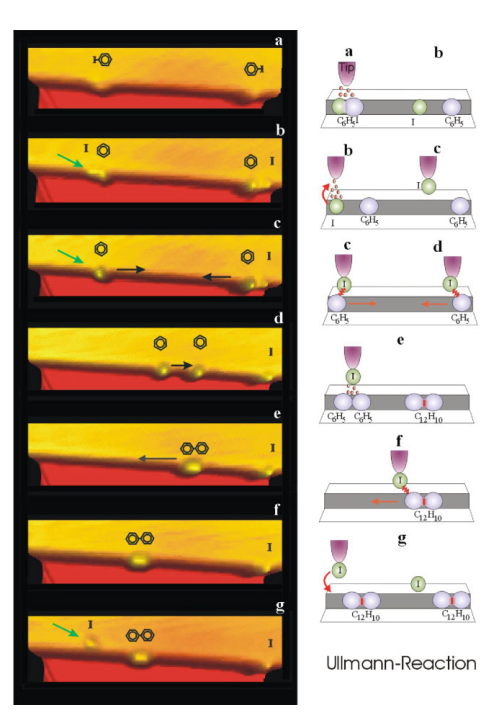 a
I I
b
I I
c
I
d
I
e
I
f
I
g
I
I
a b
Tip
C6H5I I C6H5
b c
I
I C6H5 C6H5
c d
I I
C6H5 C6H5
e
I
C6H5 C6H5 C12H10
f
I
C12H10
g
I I
C12H10 C12H10
Ullmann-Reaction